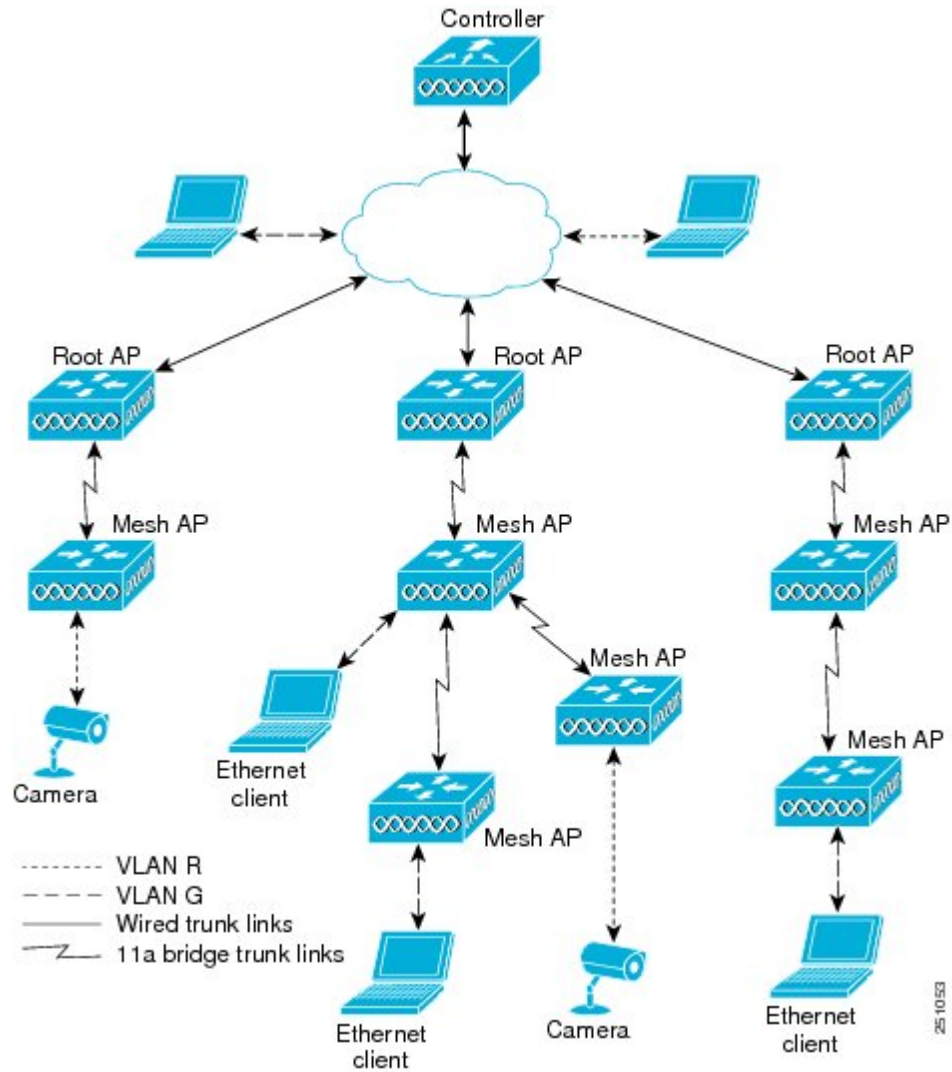 Controller
Root AP
Root AP
Root AP
Mesh AP
Mesh AP
Mesh AP
Mesh AP
Mesh AP
Mesh AP
Camera
Ethernet
client
Ethernet
client
Camera
Ethernet
client
VLAN R
VLAN G
Wired trunk links
11a bridge trunk links
251053